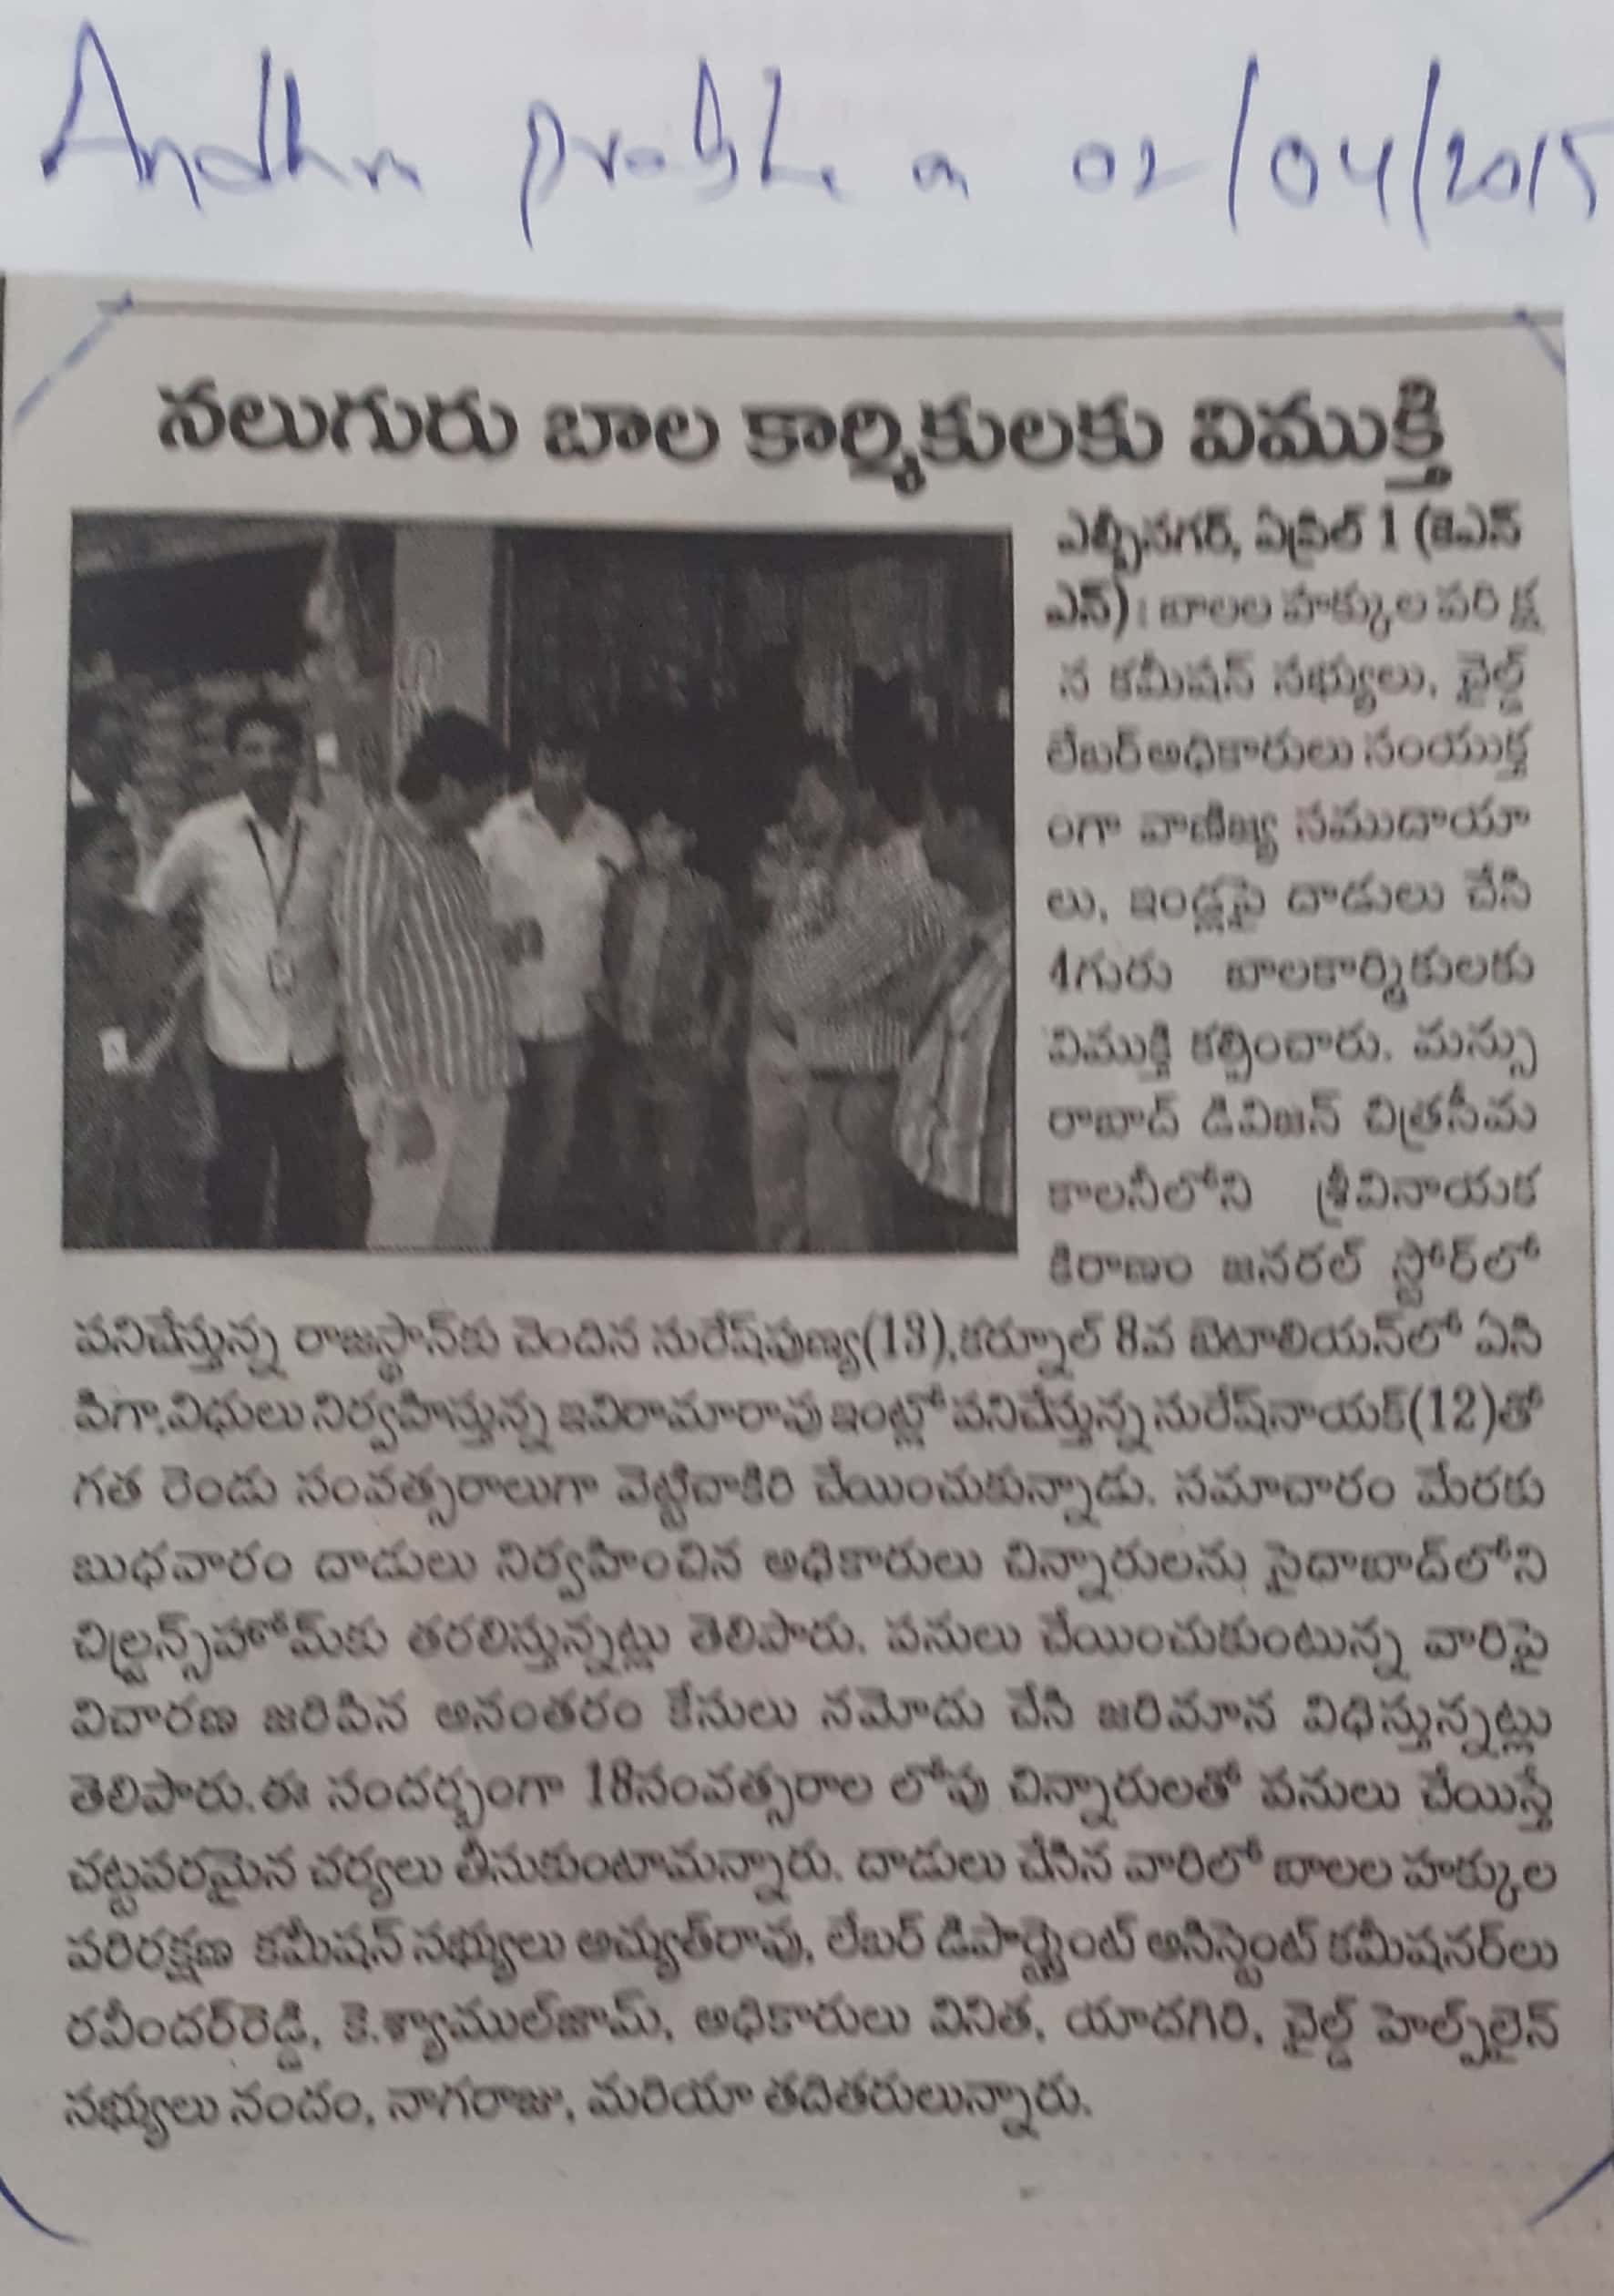 Andhra prabha on 02/04/2015
నలుగురు బాల కార్మికులకు విముక్తి
ఎల్బీనగర్, ఏప్రిల్ 1 (కెఎన్
ఎన్) : బాలల హక్కుల పరి క్ష
న కమీషన్ సభ్యులు, చైల్డ్
లేబర్ అధికారులు సంయుక్త
ంగా వాణిజ్య సముదాయా
లు, ఇండ్లపై దాడులు చేసి
4గురు బాలకార్మికులకు
విముక్తి కల్పించారు. మన్సు
రాబాద్ డివిజన్ చిత్రసీమ
కాలనీలోని శ్రీవినాయక
కిరాణం జనరల్ స్టోర్‌లో
పనిచేస్తున్న రాజస్థాన్‌కు చెందిన సురేష్‌పుణ్య(13),కర్నూల్ 8వ బెటాలియన్‌లో ఏసి
పిగా,విధులు నిర్వహిస్తున్న ఇవిరామారావు ఇంట్లో పనిచేస్తున్న సురేష్‌నాయక్(12)తో
గత రెండు సంవత్సరాలుగా వెట్టిచాకిరి చేయించుకున్నాడు. సమాచారం మేరకు
బుధవారం దాడులు నిర్వహించిన అధికారులు చిన్నారులను సైదాబాద్‌లోని
చిల్డ్రన్స్‌హోమ్‌కు తరలిస్తున్నట్లు తెలిపారు. పనులు చేయించుకుంటున్న వారిపై
విచారణ జరిపిన అనంతరం కేసులు నమోదు చేసి జరిమాన విధిస్తున్నట్లు
తెలిపారు.ఈ సందర్భంగా 18సంవత్సరాల లోపు చిన్నారులతో పనులు చేయిస్తే
చట్టపరమైన చర్యలు తీసుకుంటామన్నారు. దాడులు చేసిన వారిలో బాలల హక్కుల
పరిరక్షణ కమీషన్ సభ్యులు అచ్యుత్‌రావు, లేబర్ డిపార్ట్మెంట్ అసిస్టెంట్ కమీషనర్‌లు
రవీందర్‌రెడ్డి, కె.శ్యాముల్‌జామ్, అధికారులు వినిత, యాదగిరి, చైల్డ్ హెల్ప్‌లైన్
సభ్యులు నందం, నాగరాజు, మరియా తదితరులున్నారు.